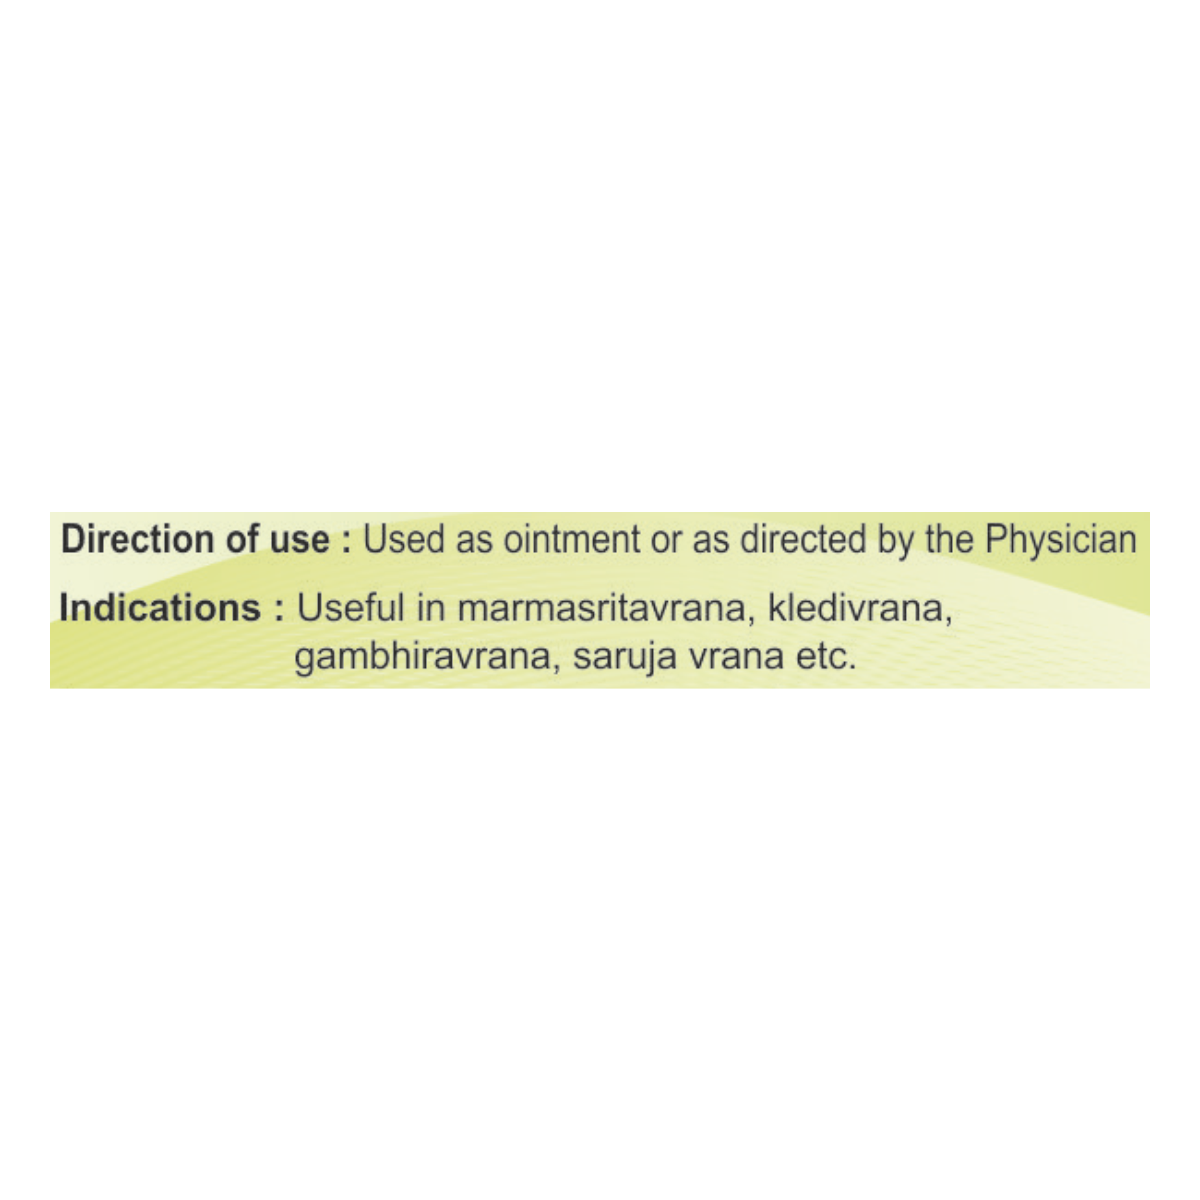 Direction of use : Used as ointment or as directed by the Physician
Indications : Useful in marmasritavrana, kledivrana,
gambhiravrana, saruja vrana etc.